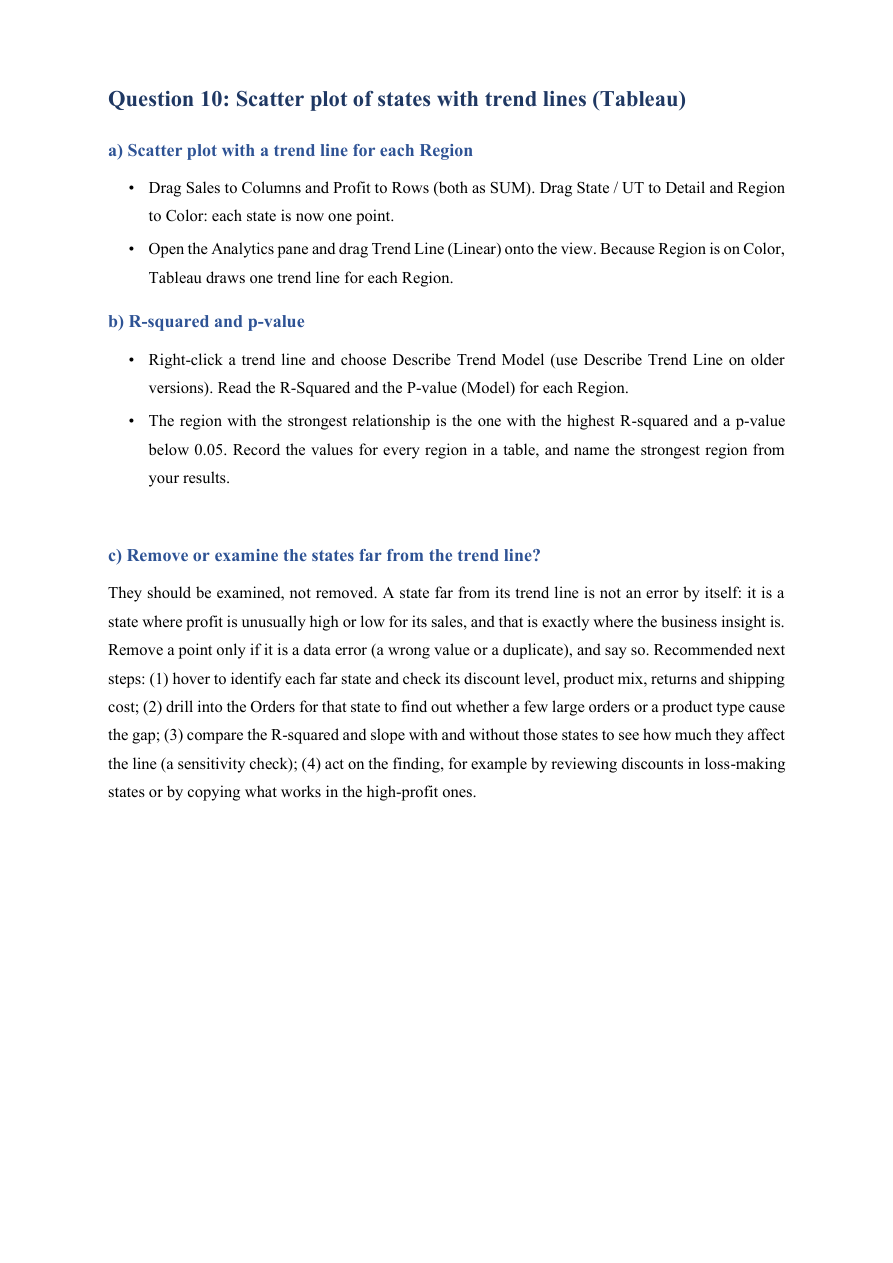 Question 10: Scatter plot of states with trend lines (Tableau)
a) Scatter plot with a trend line for each Region
• Drag Sales to Columns and Profit to Rows (both as SUM). Drag State / UT to Detail and Region
to Color: each state is now one point.
• Open the Analytics pane and drag Trend Line (Linear) onto the view. Because Region is on Color,
Tableau draws one trend line for each Region.
b) R-squared and p-value
• Right-click a trend line and choose Describe Trend Model (use Describe Trend Line on older
versions). Read the R-Squared and the P-value (Model) for each Region.
• The region with the strongest relationship is the one with the highest R-squared and a p-value
below 0.05. Record the values for every region in a table, and name the strongest region from
your results.
c) Remove or examine the states far from the trend line?
They should be examined, not removed. A state far from its trend line is not an error by itself: it is a
state where profit is unusually high or low for its sales, and that is exactly where the business insight is.
Remove a point only if it is a data error (a wrong value or a duplicate), and say so. Recommended next
steps: (1) hover to identify each far state and check its discount level, product mix, returns and shipping
cost; (2) drill into the Orders for that state to find out whether a few large orders or a product type cause
the gap; (3) compare the R-squared and slope with and without those states to see how much they affect
the line (a sensitivity check); (4) act on the finding, for example by reviewing discounts in loss-making
states or by copying what works in the high-profit ones.